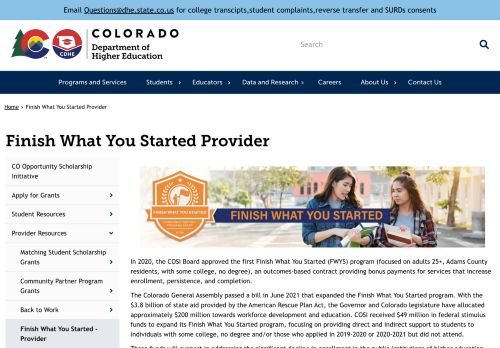 Email Questions@dhe.state.co.us for college transcipts,student complaints,reverse transfer and SURDs consents
COLORADO
Department of
Higher Education
CDHE
Search
Programs and Services
Students
Educators
Data and Research
Careers
About Us
Contact Us
Home > Finish What You Started Provider
Finish What You Started Provider
CO Opportunity Scholarship
Initiative
Apply for Grants
Student Resources
Provider Resources
Matching Student Scholarship
Grants
Community Partner Program
Grants
Back to Work
Finish What You Started -
Provider
FINISH WHAT YOU STARTED
FINISH WHAT YOU STARTED
In 2020, the COSI Board approved the first Finish What You Started (FWYS) program (focused on adults 25+, Adams County
residents, with some college, no degree), an outcomes-based contract providing bonus payments for services that increase
enrollment, persistence, and completion.
The Colorado General Assembly passed a bill in June 2021 that expanded the Finish What You Started program. With the
$3.8 billion of state aid provided by the American Rescue Plan Act, the Governor and Colorado legislature have allocated
approximately $200 million towards workforce development and education. COSI received $49 million in federal stimulus
funds to expand its Finish What You Started program, focusing on providing direct and indirect support to students to
individuals with some college, no degree and/or those who applied in 2019-2020 or 2020-2021 but did not attend.